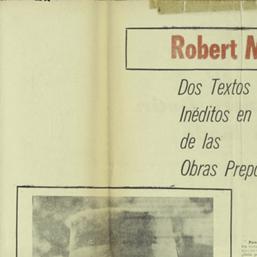 Robert M
Dos Textos
Inéditos en
de las
Obras Prepo